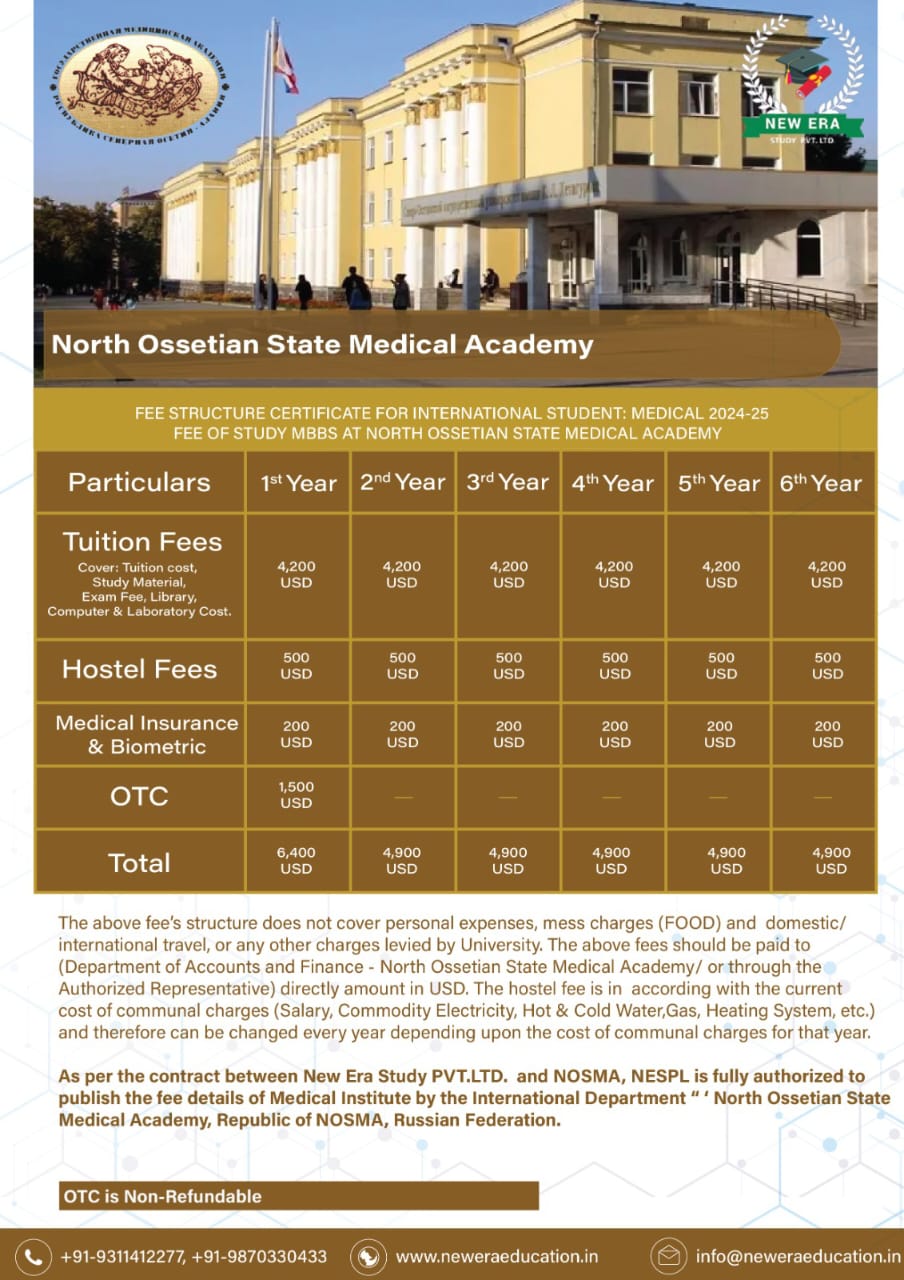 ГОСУДАРСТВЕННАЯ МЕДИЦИНСКАЯ АКАДЕМИЯ
РЕСПУБЛИКА СЕВЕРНАЯ ОСЕТИЯ - АЛАНИЯ
NEW ERA
STUDY PVT. LTD.
North Ossetian State Medical Academy
FEE STRUCTURE CERTIFICATE FOR INTERNATIONAL STUDENT: MEDICAL 2024-25
FEE OF STUDY MBBS AT NORTH OSSETIAN STATE MEDICAL ACADEMY
Particulars 1st Year 2nd Year 3rd Year 4th Year 5th Year 6th Year
Tuition Fees
Cover: Tuition cost,
Study Material,
Exam Fee, Library,
Computer & Laboratory Cost.
4,200 4,200 4,200 4,200 4,200 4,200
USD USD USD USD USD USD
Hostel Fees
500 500 500 500 500 500
USD USD USD USD USD USD
Medical Insurance
& Biometric
200 200 200 200 200 200
USD USD USD USD USD USD
OTC
1,500
USD — — — — —
Total
6,400 4,900 4,900 4,900 4,900 4,900
USD USD USD USD USD USD
The above fee's structure does not cover personal expenses, mess charges (FOOD) and domestic/
international travel, or any other charges levied by University. The above fees should be paid to
(Department of Accounts and Finance - North Ossetian State Medical Academy/ or through the
Authorized Representative) directly amount in USD. The hostel fee is in according with the current
cost of communal charges (Salary, Commodity Electricity, Hot & Cold Water,Gas, Heating System, etc.)
and therefore can be changed every year depending upon the cost of communal charges for that year.
As per the contract between New Era Study PVT.LTD. and NOSMA, NESPL is fully authorized to
publish the fee details of Medical Institute by the International Department “ ‘ North Ossetian State
Medical Academy, Republic of NOSMA, Russian Federation.
OTC is Non-Refundable
+91-9311412277, +91-9870330433 www.neweraeducation.in info@neweraeducation.in